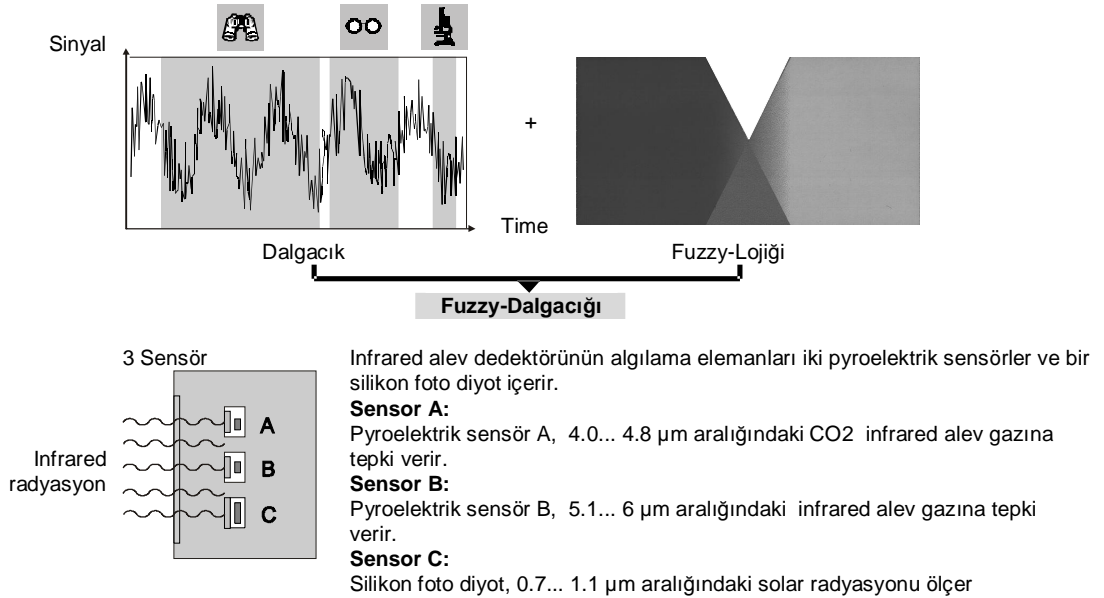 Sinyal
+
Time
Dalgacık
Fuzzy-Lojiği
Fuzzy-Dalgacığı
3 Sensör
A
B
C
Infrared
radyasyon
Infrared alev dedektörünün algılama elemanları iki pyroelektrik sensörler ve bir
silikon foto diyot içerir.
Sensor A:
Pyroelektrik sensör A, 4.0... 4.8 µm aralığındaki CO2 infrared alev gazına
tepki verir.
Sensor B:
Pyroelektrik sensör B, 5.1... 6 µm aralığındaki infrared alev gazına tepki
verir.
Sensor C:
Silikon foto diyot, 0.7... 1.1 µm aralığındaki solar radyasyonu ölçer